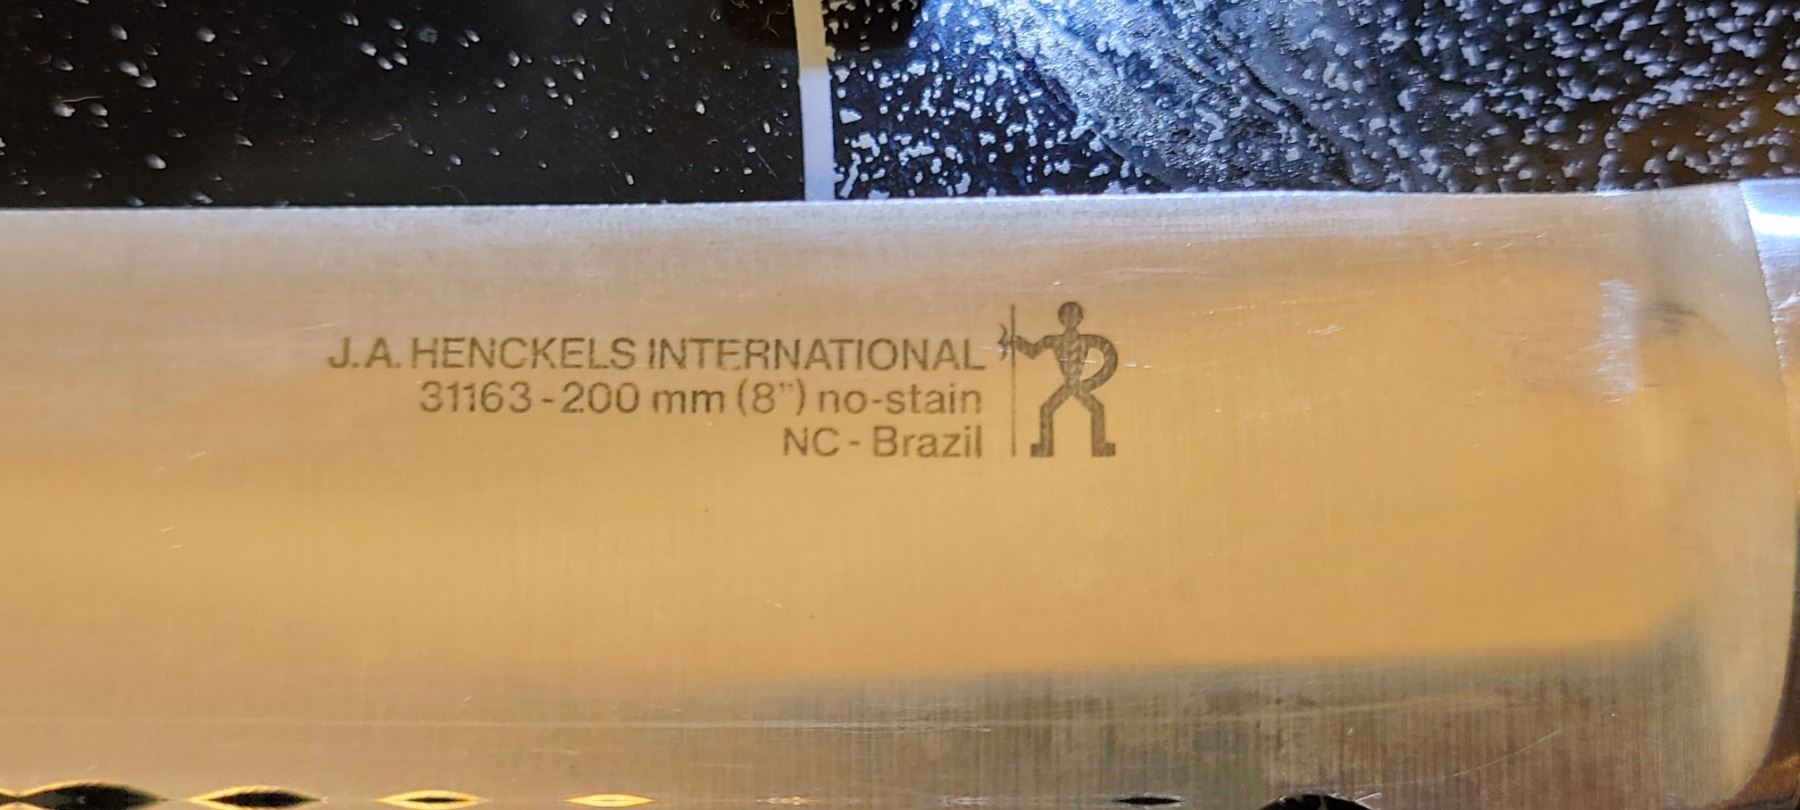 J.A. HENCKELS INTERNATIONAL
31163-200 mm (8") no-stain
NC - Brazil